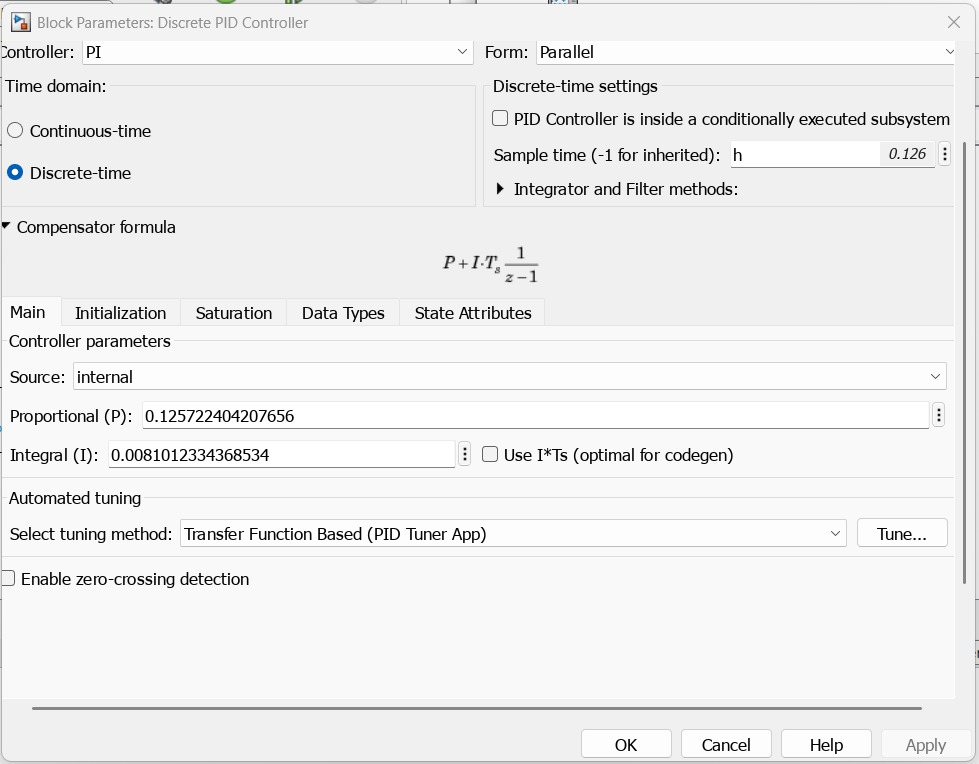 Block Parameters: Discrete PID Controller
Controller: PI Form: Parallel
Time domain:
Discrete-time settings
Continuous-time
PID Controller is inside a conditionally executed subsystem
Sample time (-1 for inherited): h 0.126
Discrete-time
Integrator and Filter methods:
Compensator formula
P + I·Ts 1/(z − 1)
Main Initialization Saturation Data Types State Attributes
Controller parameters
Source: internal
Proportional (P): 0.125722404207656
Integral (I): 0.0081012334368534 Use I*Ts (optimal for codegen)
Automated tuning
Select tuning method: Transfer Function Based (PID Tuner App) Tune...
Enable zero-crossing detection
OK Cancel Help Apply